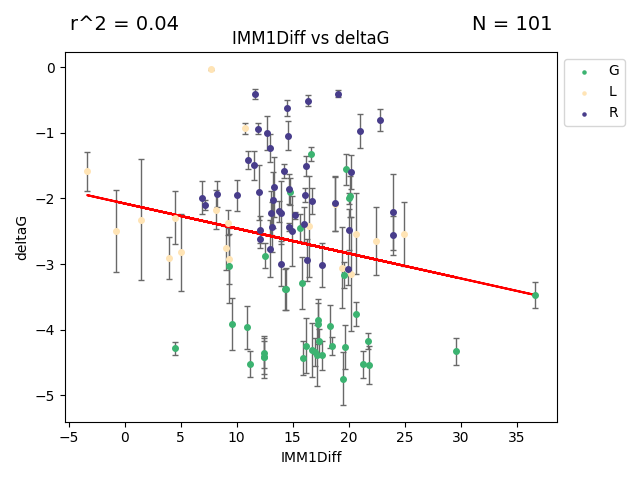 r^2 = 0.04 N = 101
IMM1Diff vs deltaG
G
L
R
deltaG
0
−1
−2
−3
−4
−5
−5 0 5 10 15 20 25 30 35
IMM1Diff